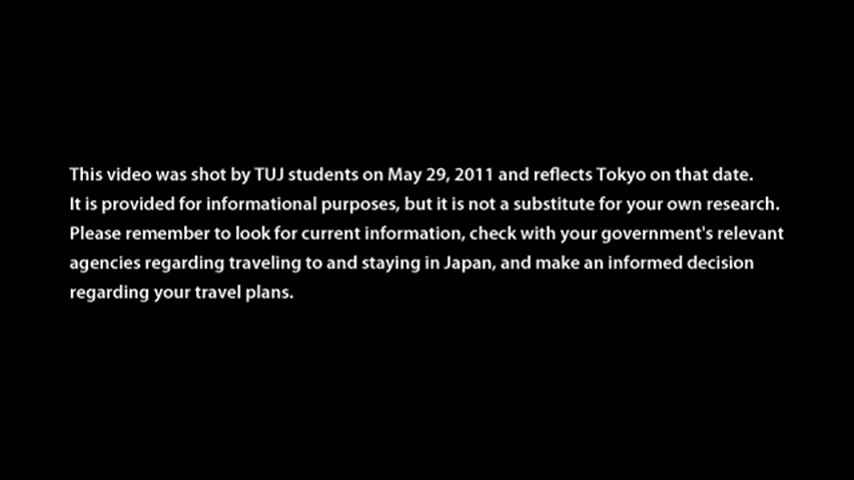 This video was shot by TUJ students on May 29, 2011 and reflects Tokyo on that date.
It is provided for informational purposes, but it is not a substitute for your own research.
Please remember to look for current information, check with your government's relevant
agencies regarding traveling to and staying in Japan, and make an informed decision
regarding your travel plans.